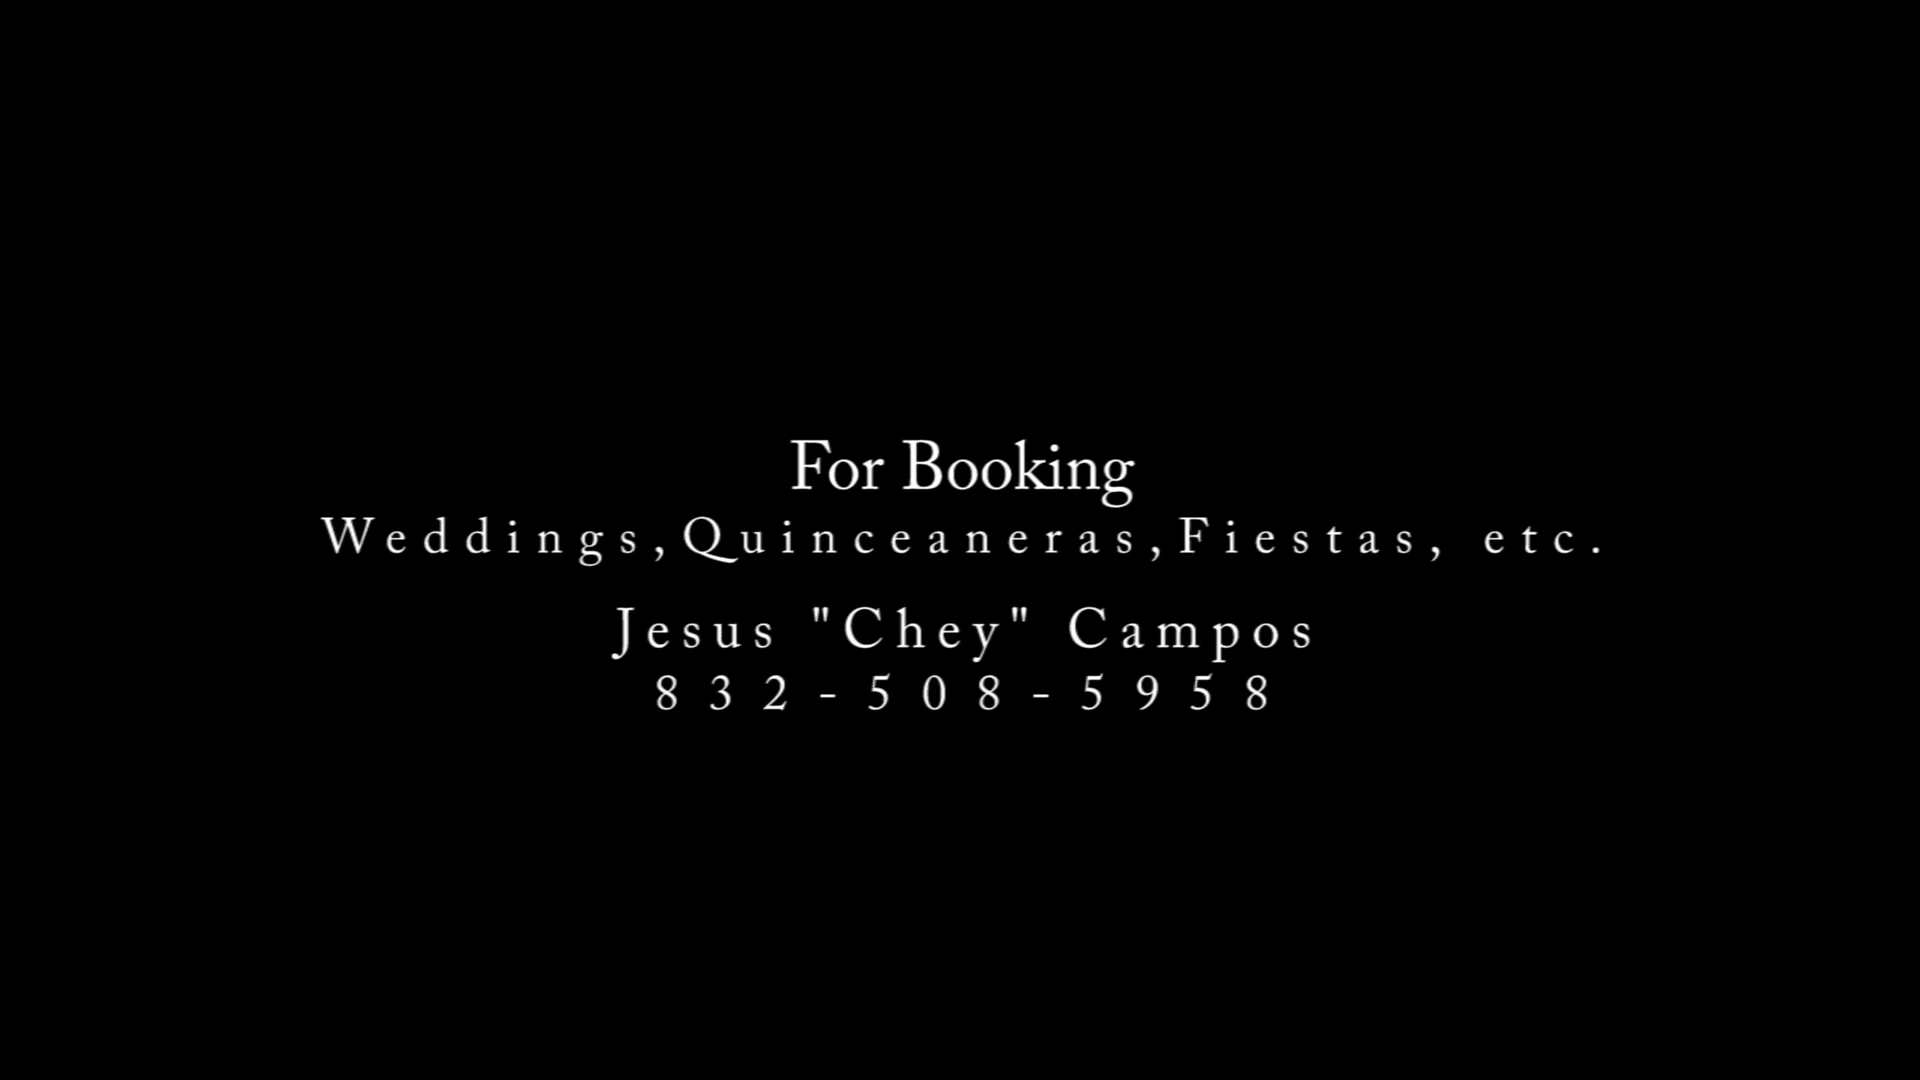 For Booking
Weddings,Quinceaneras,Fiestas, etc.
Jesus "Chey" Campos
832-508-5958